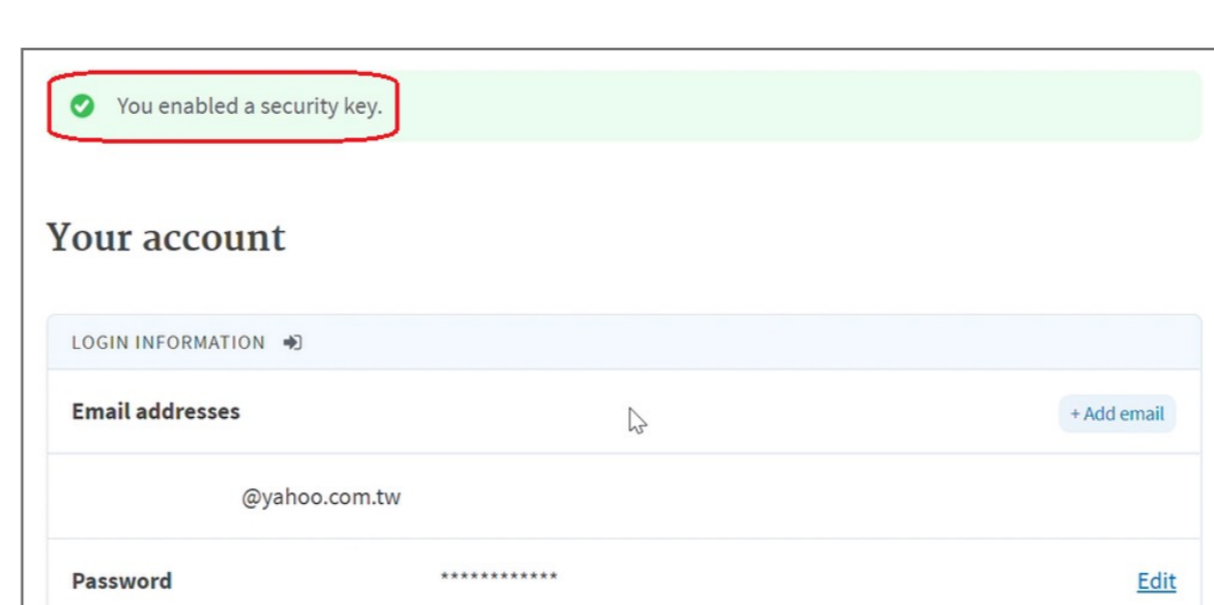 You enabled a security key.
Your account
LOGIN INFORMATION
Email addresses
+ Add email
@yahoo.com.tw
Password ************ Edit